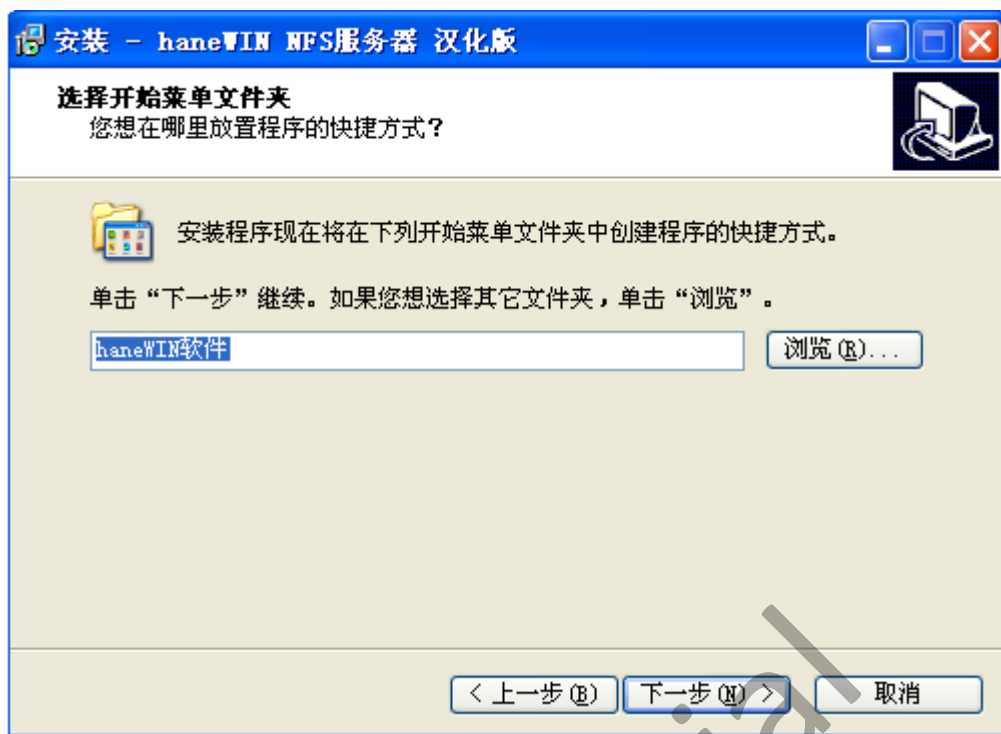 安装 - haneWIN NFS服务器 汉化版
选择开始菜单文件夹
您想在哪里放置程序的快捷方式？
安装程序现在将在下列开始菜单文件夹中创建程序的快捷方式。
单击“下一步”继续。如果您想选择其它文件夹，单击“浏览”。
haneWIN软件
浏览(R)...
< 上一步(B)
下一步(N) >
取消
ial